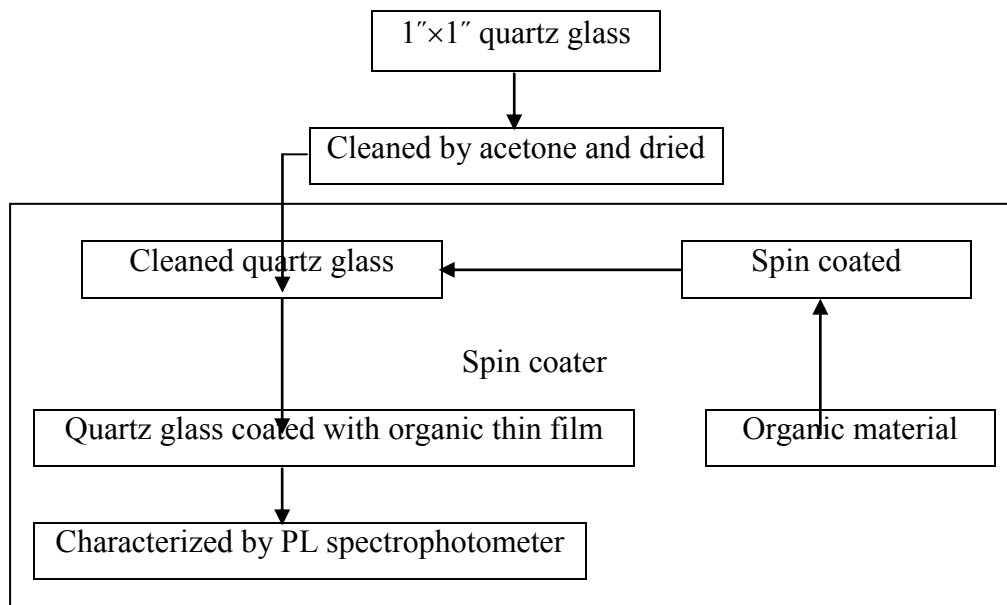 1″×1″ quartz glass
Cleaned by acetone and dried
Cleaned quartz glass
Spin coated
Spin coater
Quartz glass coated with organic thin film
Organic material
Characterized by PL spectrophotometer